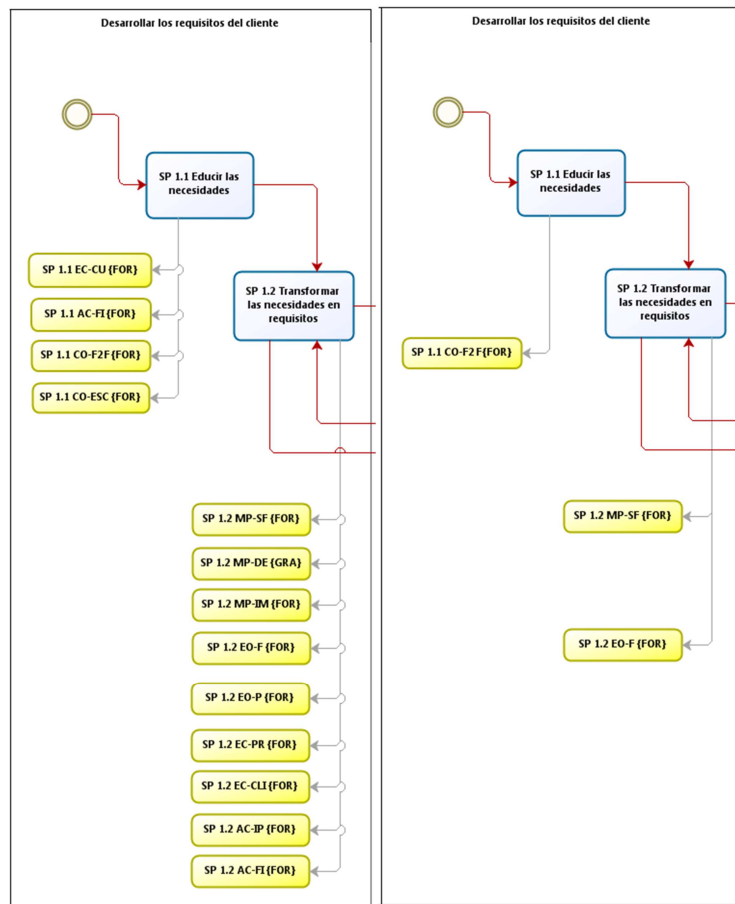 Desarrollar los requisitos del cliente
SP 1.1 Educir las
necesidades
SP 1.1 EC-CU {FOR}
SP 1.1 AC-FI{FOR}
SP 1.1 CO-F2F{FOR}
SP 1.1 CO-ESC {FOR}
SP 1.2 Transformar
las necesidades en
requisitos
SP 1.2 MP-SF {FOR}
SP 1.2 MP-DE {GRA}
SP 1.2 MP-IM {FOR}
SP 1.2 EO-F {FOR}
SP 1.2 EO-P {FOR}
SP 1.2 EC-PR {FOR}
SP 1.2 EC-CLI{FOR}
SP 1.2 AC-IP {FOR}
SP 1.2 AC-FI{FOR}
Desarrollar los requisitos del cliente
SP 1.1 Educir las
necesidades
SP 1.2 Transformar
las necesidades en
requisitos
SP 1.1 CO-F2F{FOR}
SP 1.2 MP-SF {FOR}
SP 1.2 EO-F {FOR}